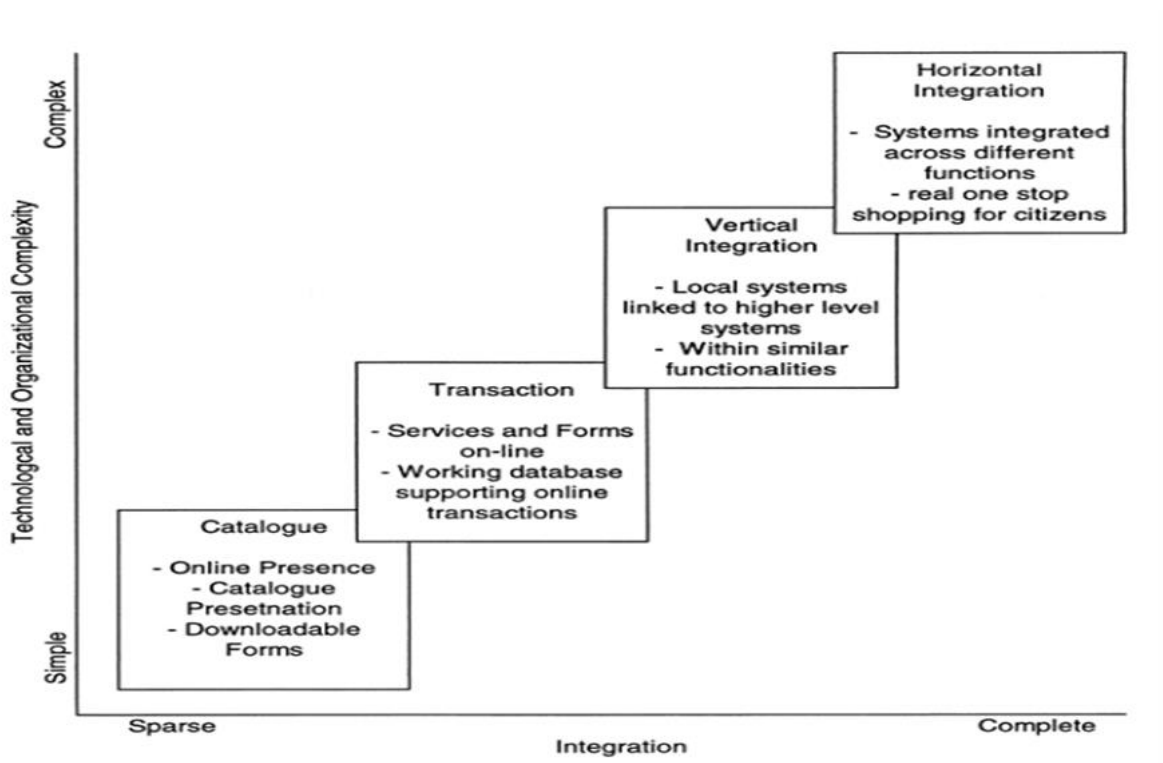 Technologcal and Organizational Complexity
Complex
Simple
Horizontal
Integration
- Systems integrated
across different
functions
- real one stop
shopping for citizens
Vertical
Integration
- Local systems
linked to higher level
systems
- Within similar
functionalities
Transaction
- Services and Forms
on-line
- Working database
supporting online
transactions
Catalogue
- Online Presence
- Catalogue
Presetnation
- Downloadable
Forms
Sparse
Complete
Integration